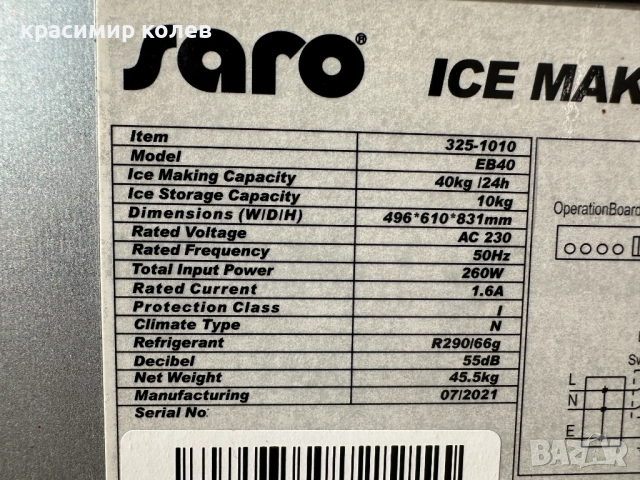 красимир колев
saro®
ICE MAK
Item 325-1010
Model EB40
Ice Making Capacity 40kg /24h
Ice Storage Capacity 10kg
Dimensions (W/D/H) 496*610*831mm
Rated Voltage AC 230
Rated Frequency 50Hz
Total Input Power 260W
Rated Current 1.6A
Protection Class I
Climate Type N
Refrigerant R290/66g
Decibel 55dB
Net Weight 45.5kg
Manufacturing 07/2021
Serial No:
OperationBoard
Sw
L
N
E
bazar